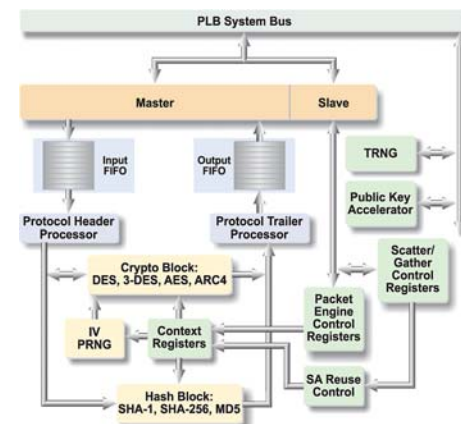 PLB System Bus
Master
Slave
Input
FIFO
Output
FIFO
TRNG
Public Key
Accelerator
Protocol Header
Processor
Protocol Trailer
Processor
Scatter/
Gather
Control
Registers
Crypto Block:
DES, 3-DES, AES, ARC4
Packet
Engine
Control
Registers
IV
PRNG
Context
Registers
SA Reuse
Control
Hash Block:
SHA-1, SHA-256, MD5